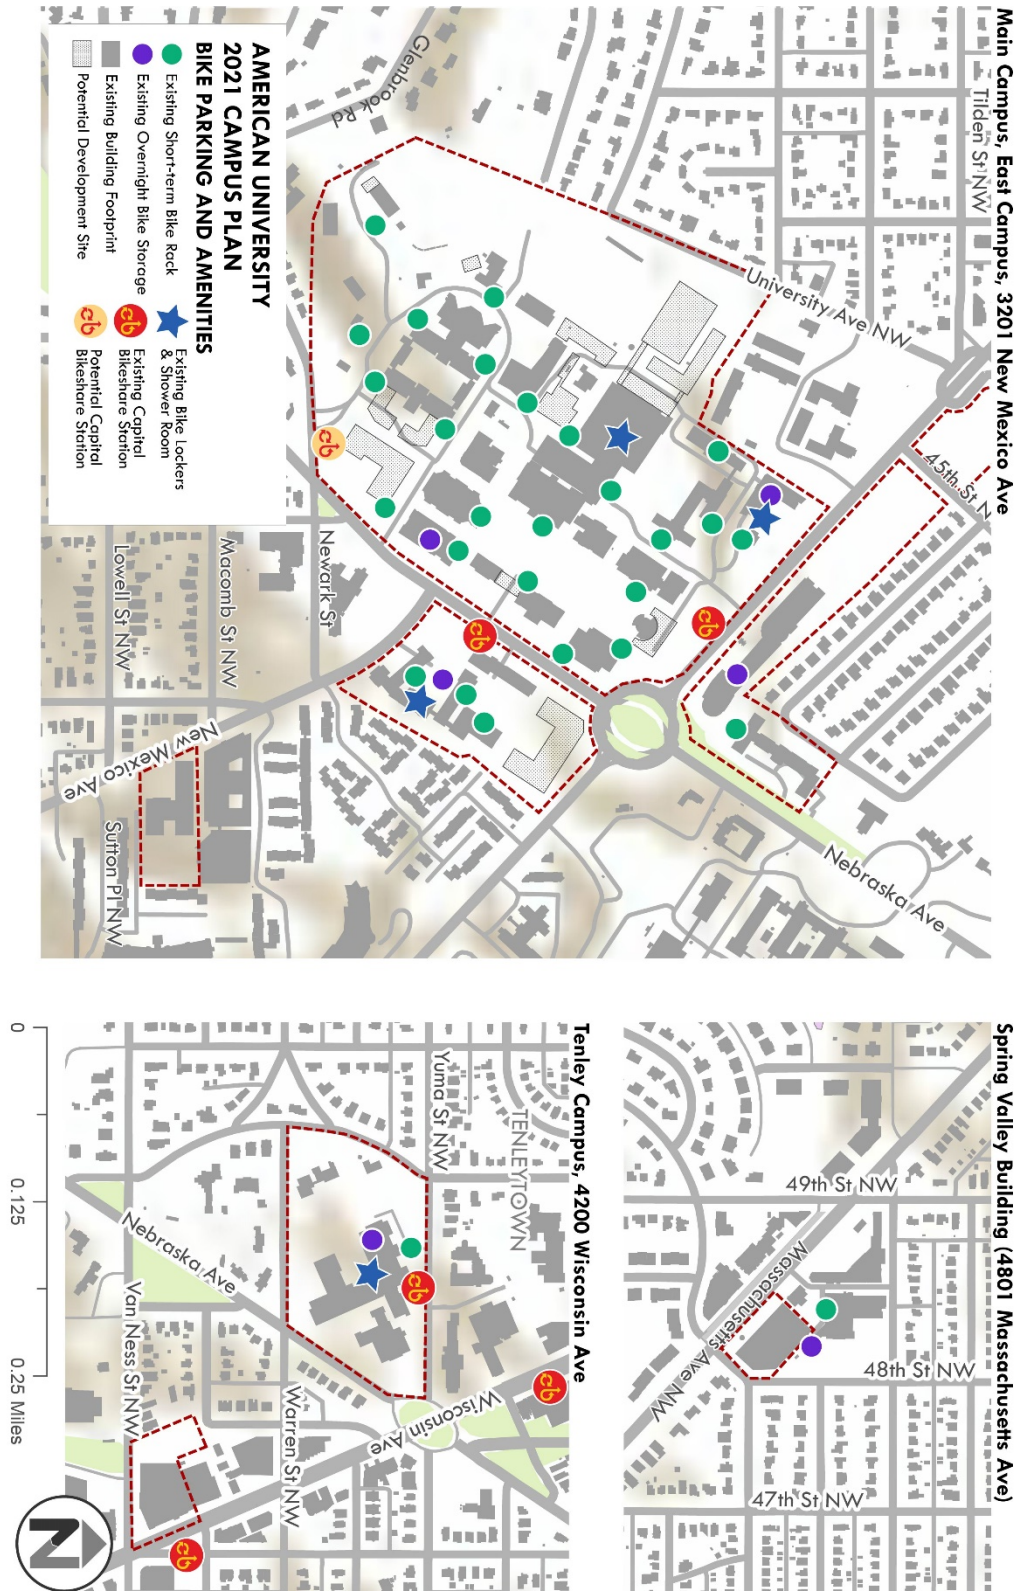 Main Campus, East Campus, 3201 New Mexico Ave
Tilden St NW
Glenbrook Rd
University Ave NW
45th St N
Newark St
Macomb St NW
Lowell St NW
New Mexico Ave
Sutton Pl NW
Nebraska Ave
AMERICAN UNIVERSITY
2021 CAMPUS PLAN
BIKE PARKING AND AMENITIES
Existing Short-term Bike Rack
Existing Overnight Bike Storage
Existing Building Footprint
Potential Development Site
Existing Bike Lockers
& Shower Room
Existing Capital
Bikeshare Station
Potential Capital
Bikeshare Station
Spring Valley Building (4801 Massachusetts Ave)
49th St NW
Massachusetts Ave NW
48th St NW
47th St NW
Tenley Campus, 4200 Wisconsin Ave
Yuma St NW
TENLEYTOWN
Nebraska Ave
Van Ness St NW
Warren St NW
Wisconsin Ave
0
0.125
0.25 Miles
N